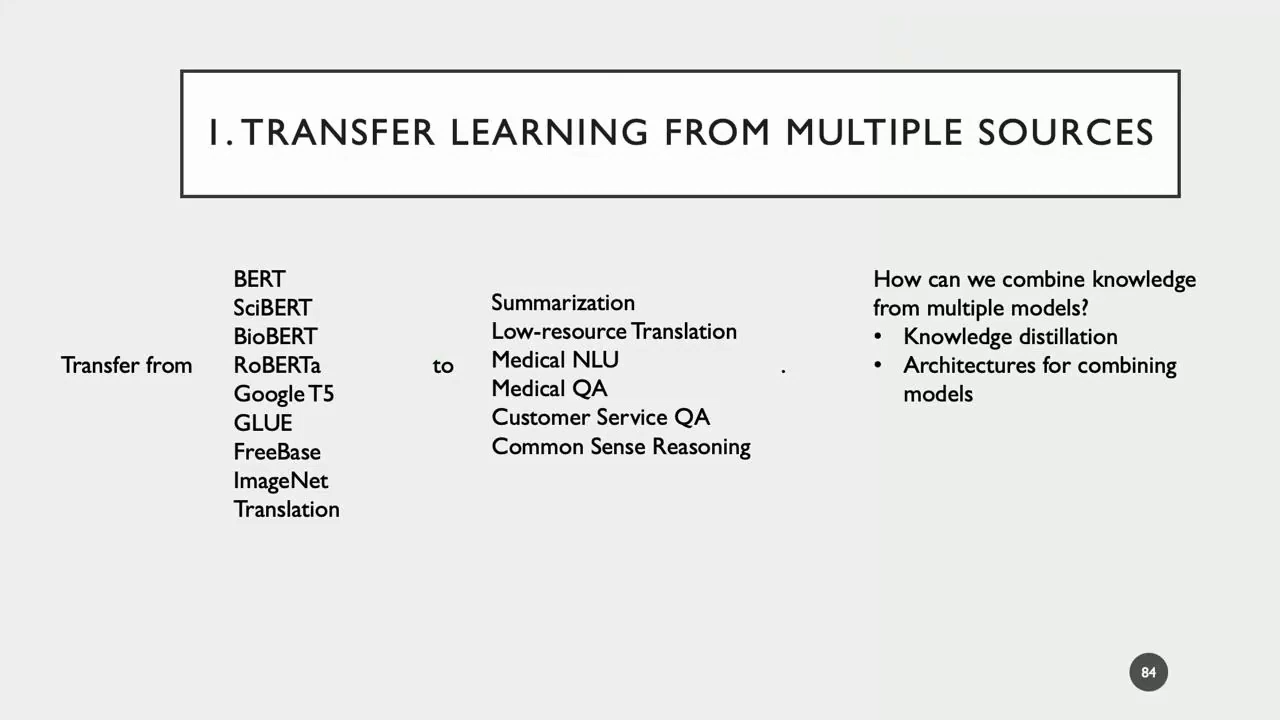 1. TRANSFER LEARNING FROM MULTIPLE SOURCES
Transfer from
BERT
SciBERT
BioBERT
RoBERTa
Google T5
GLUE
FreeBase
ImageNet
Translation
to
Summarization
Low-resource Translation
Medical NLU
Medical QA
Customer Service QA
Common Sense Reasoning
.
How can we combine knowledge
from multiple models?
• Knowledge distillation
• Architectures for combining
models
84